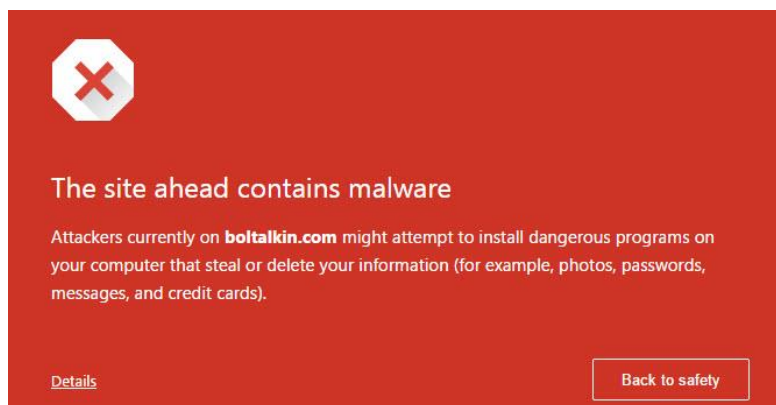 The site ahead contains malware
Attackers currently on boltalkin.com might attempt to install dangerous programs on
your computer that steal or delete your information (for example, photos, passwords,
messages, and credit cards).
Details
Back to safety